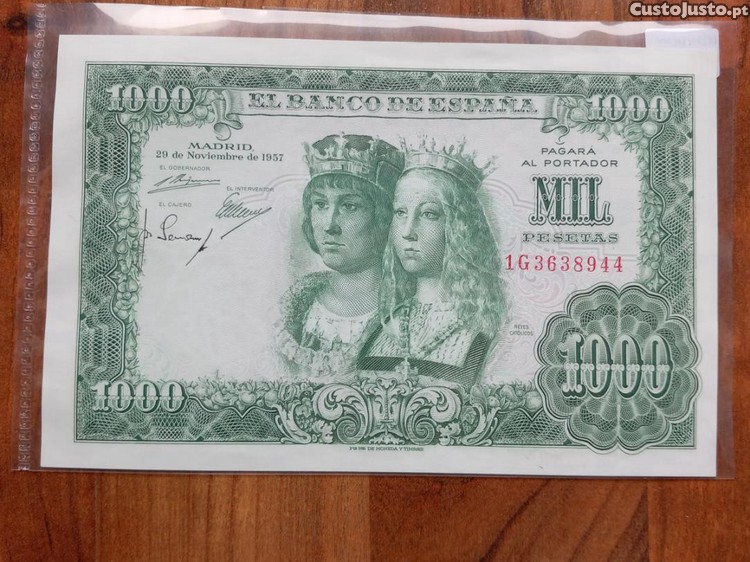 CustoJusto.pt
1000
EL BANCO DE ESPAÑA
1000
MADRID,
29 de Noviembre de 1957
EL GOBERNADOR
EL INTERVENTOR
EL CAJERO
PAGARÁ
AL PORTADOR
MIL
PESETAS
1G3638944
REYES
CATÓLICOS
1000
1000